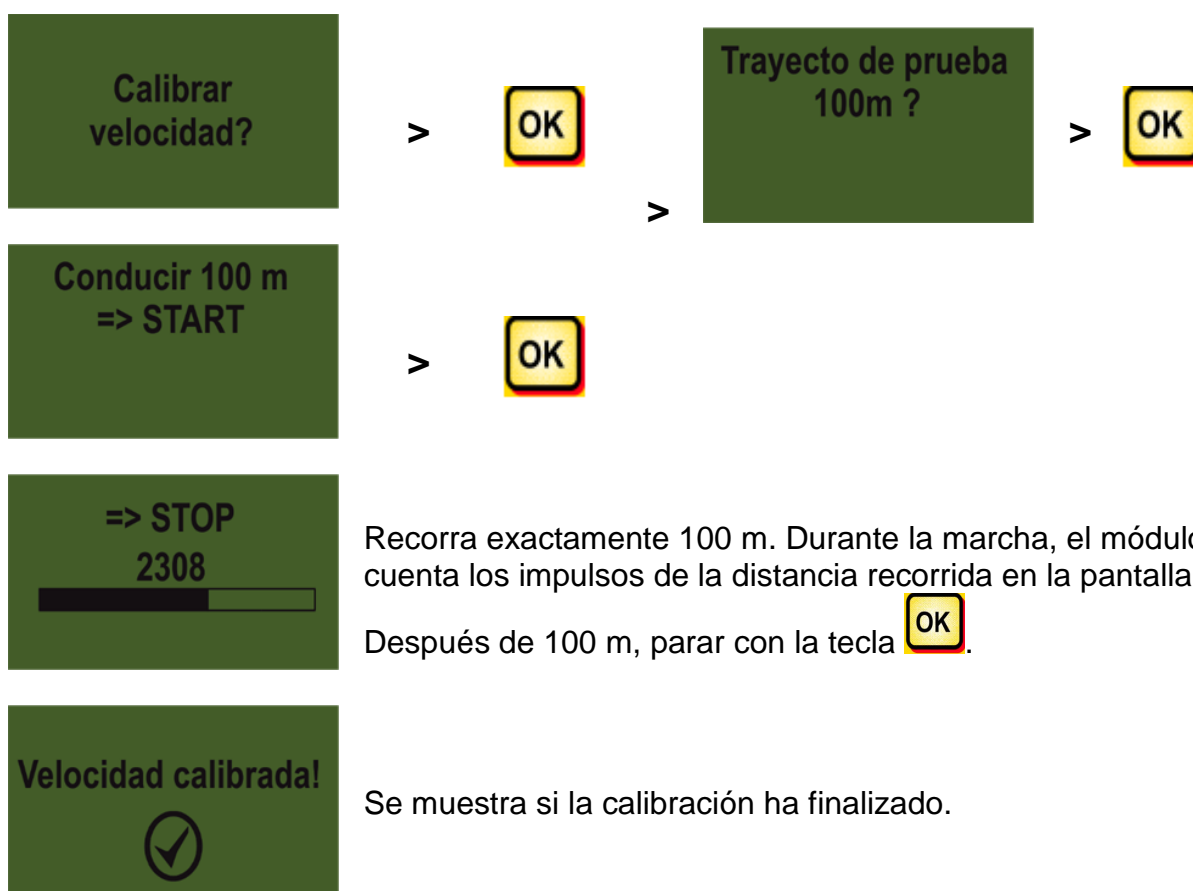 Calibrar
velocidad?
>
OK
>
Trayecto de prueba
100m ?
>
OK
Conducir 100 m
=> START
>
OK
=> STOP
2308
Recorra exactamente 100 m. Durante la marcha, el módulo
cuenta los impulsos de la distancia recorrida en la pantalla
Después de 100 m, parar con la tecla OK.
Velocidad calibrada!
Se muestra si la calibración ha finalizado.